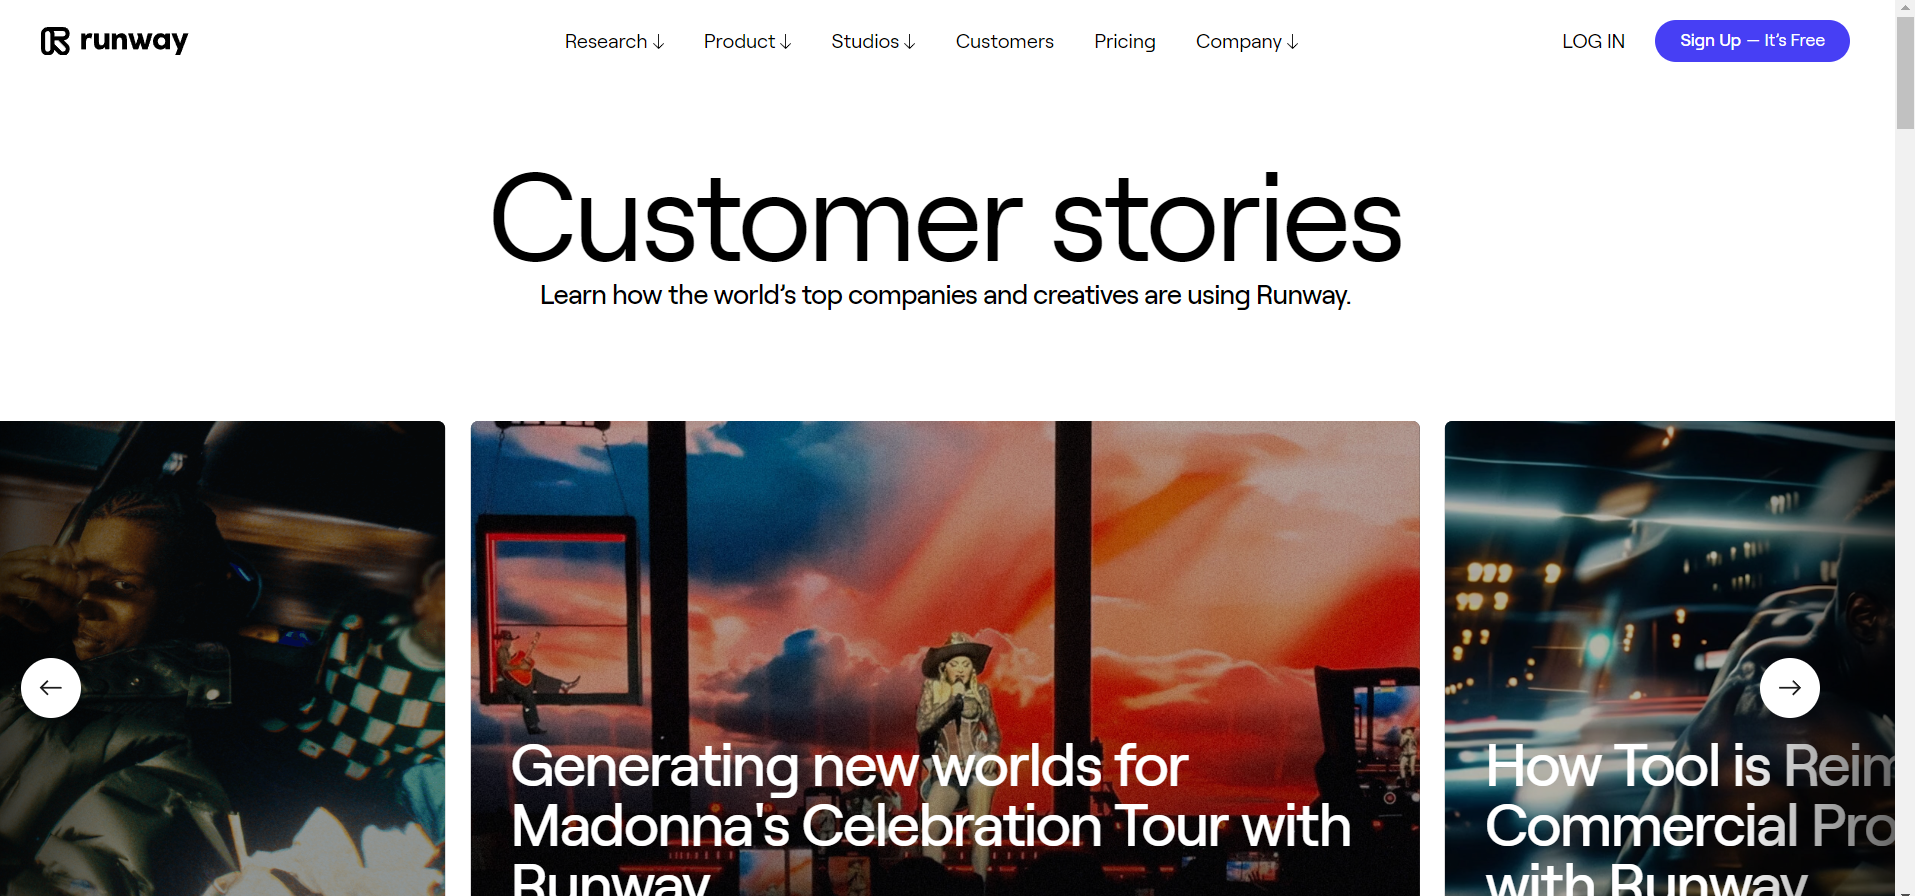 runway
Research ↓
Product ↓
Studios ↓
Customers
Pricing
Company ↓
LOG IN
Sign Up — It's Free
Customer stories
Learn how the world's top companies and creatives are using Runway.
Generating new worlds for
Madonna's Celebration Tour with
Runway
How Tool is Reim
Commercial Pro
with Runway